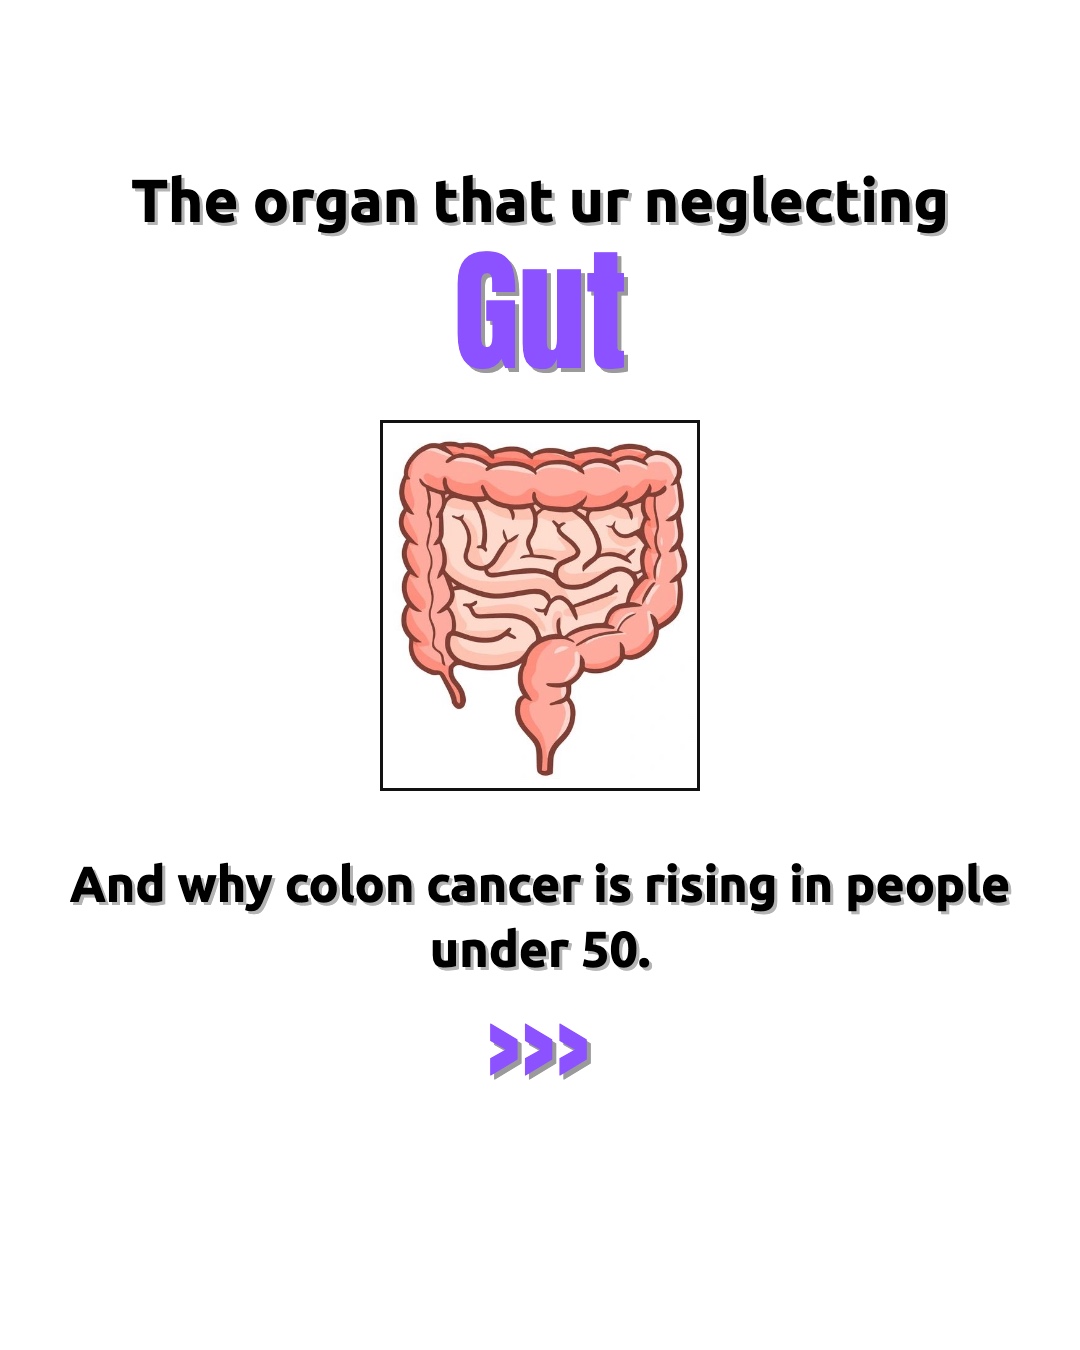 The organ that ur neglecting
Gut
And why colon cancer is rising in people
under 50.
>>>